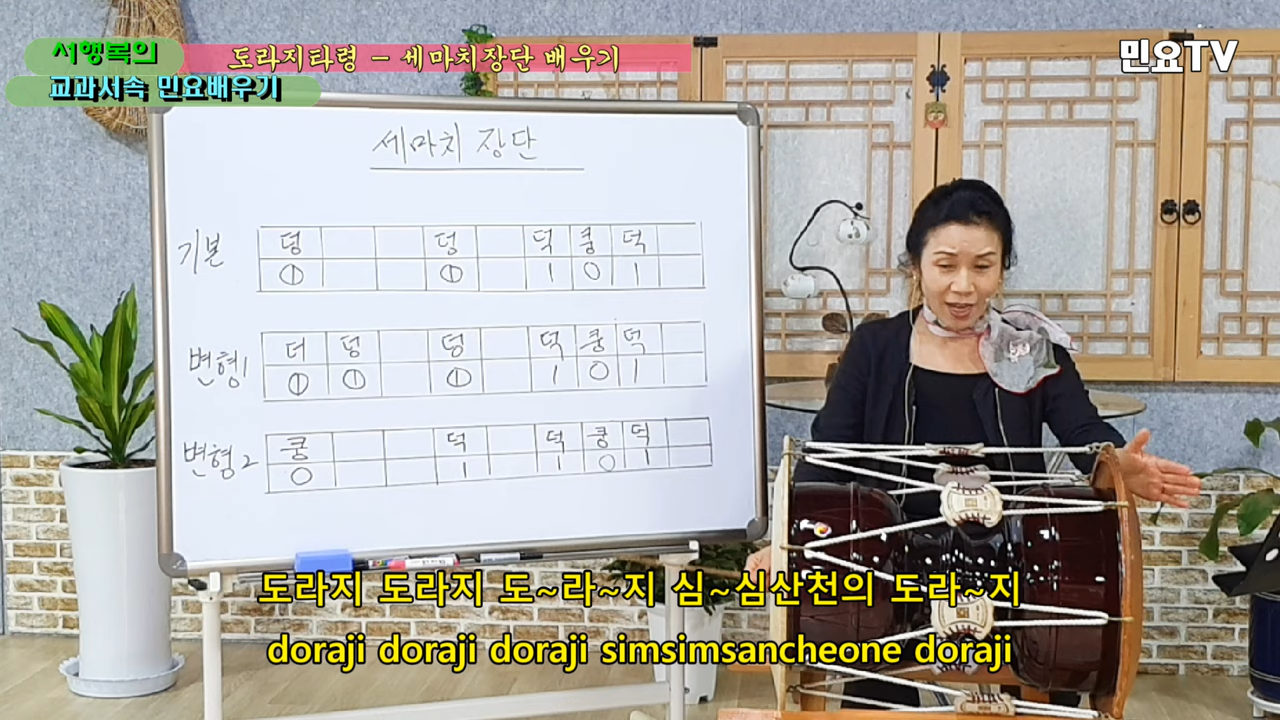 서행복의
교과서속 민요배우기
도라지타령 - 세마치장단 배우기
민요TV
세마치 장단
기본 덩 덩 덕 쿵 덕
변형1 더 덩 덩 덕 쿵 덕
변형2 쿵 덕 덕 쿵 덕
도라지 도라지 도~라~지 심~심산천의 도라~지
doraji doraji doraji simsimsancheone doraji